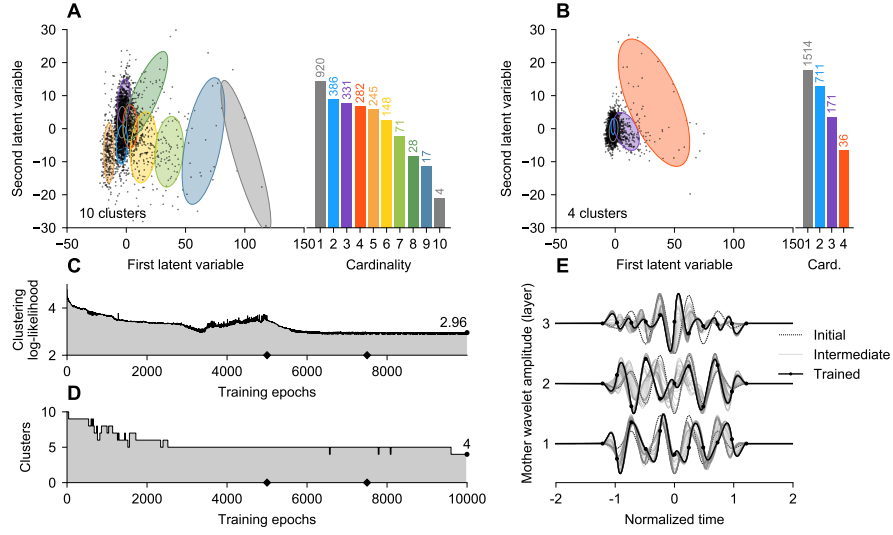 A
30
20
10
0
−10
−20
−30
Second latent variable
10 clusters
−50
0
50
100
150
First latent variable
920
386
331
282
245
148
71
28
17
4
1 2 3 4 5 6 7 8 9 10
Cardinality
B
30
20
10
0
−10
−20
−30
Second latent variable
4 clusters
−50
0
50
100
150
First latent variable
1514
711
171
36
1 2 3 4
Card.
C
Clustering
log-likelihood
4
2
2.96
0 2000 4000 6000 8000
Training epochs
D
Clusters
10
5
0
4
0 2000 4000 6000 8000 10000
Training epochs
E
Mother wavelet amplitude (layer)
3
2
1
-2 -1 0 1 2
Normalized time
Initial
Intermediate
Trained